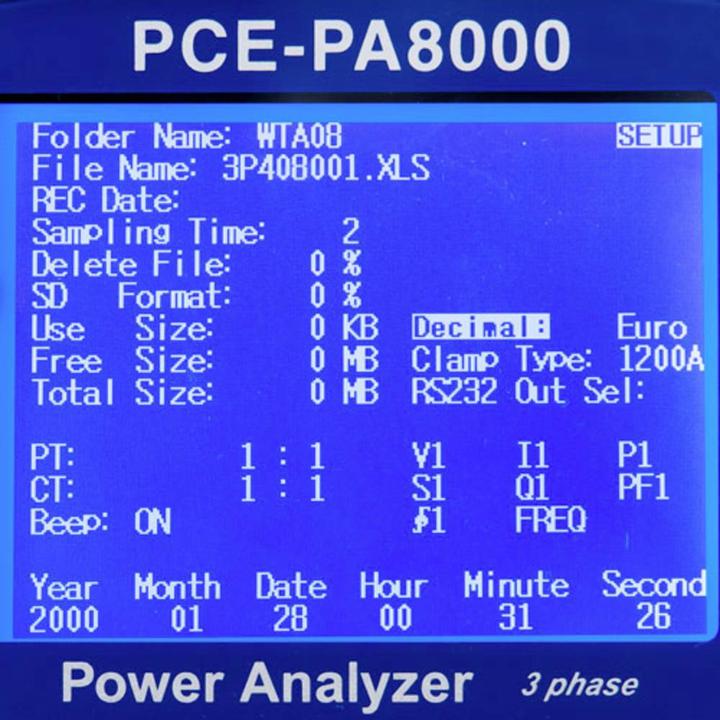 PCE-PA8000
Folder Name: WTA08 SETUP
File Name: 3P408001.XLS
REC Date:
Sampling Time: 2
Delete File: 0 %
SD Format: 0 %
Use Size: 0 KB Decimal: Euro
Free Size: 0 MB Clamp Type: 1200A
Total Size: 0 MB RS232 Out Sel:
PT: 1 : 1 V1 I1 P1
CT: 1 : 1 S1 Q1 PF1
Beep: ON ∮1 FREQ
Year Month Date Hour Minute Second
2000 01 28 00 31 26
Power Analyzer 3 phase